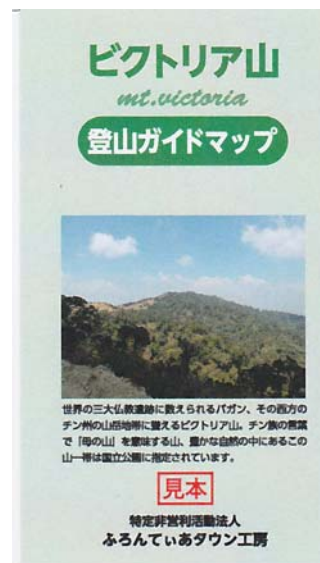 ビクトリア山
mt.victoria
登山ガイドマップ
世界の三大仏教遺跡に数えられるバガン、その西方の
チン州の山岳地帯に聳えるビクトリア山。チン族の言葉
で「母の山」を意味する山、豊かな自然の中にあるこの
山一帯は国立公園に指定されています。
見本
特定非営利活動法人
ふろんてぃあタウン工房